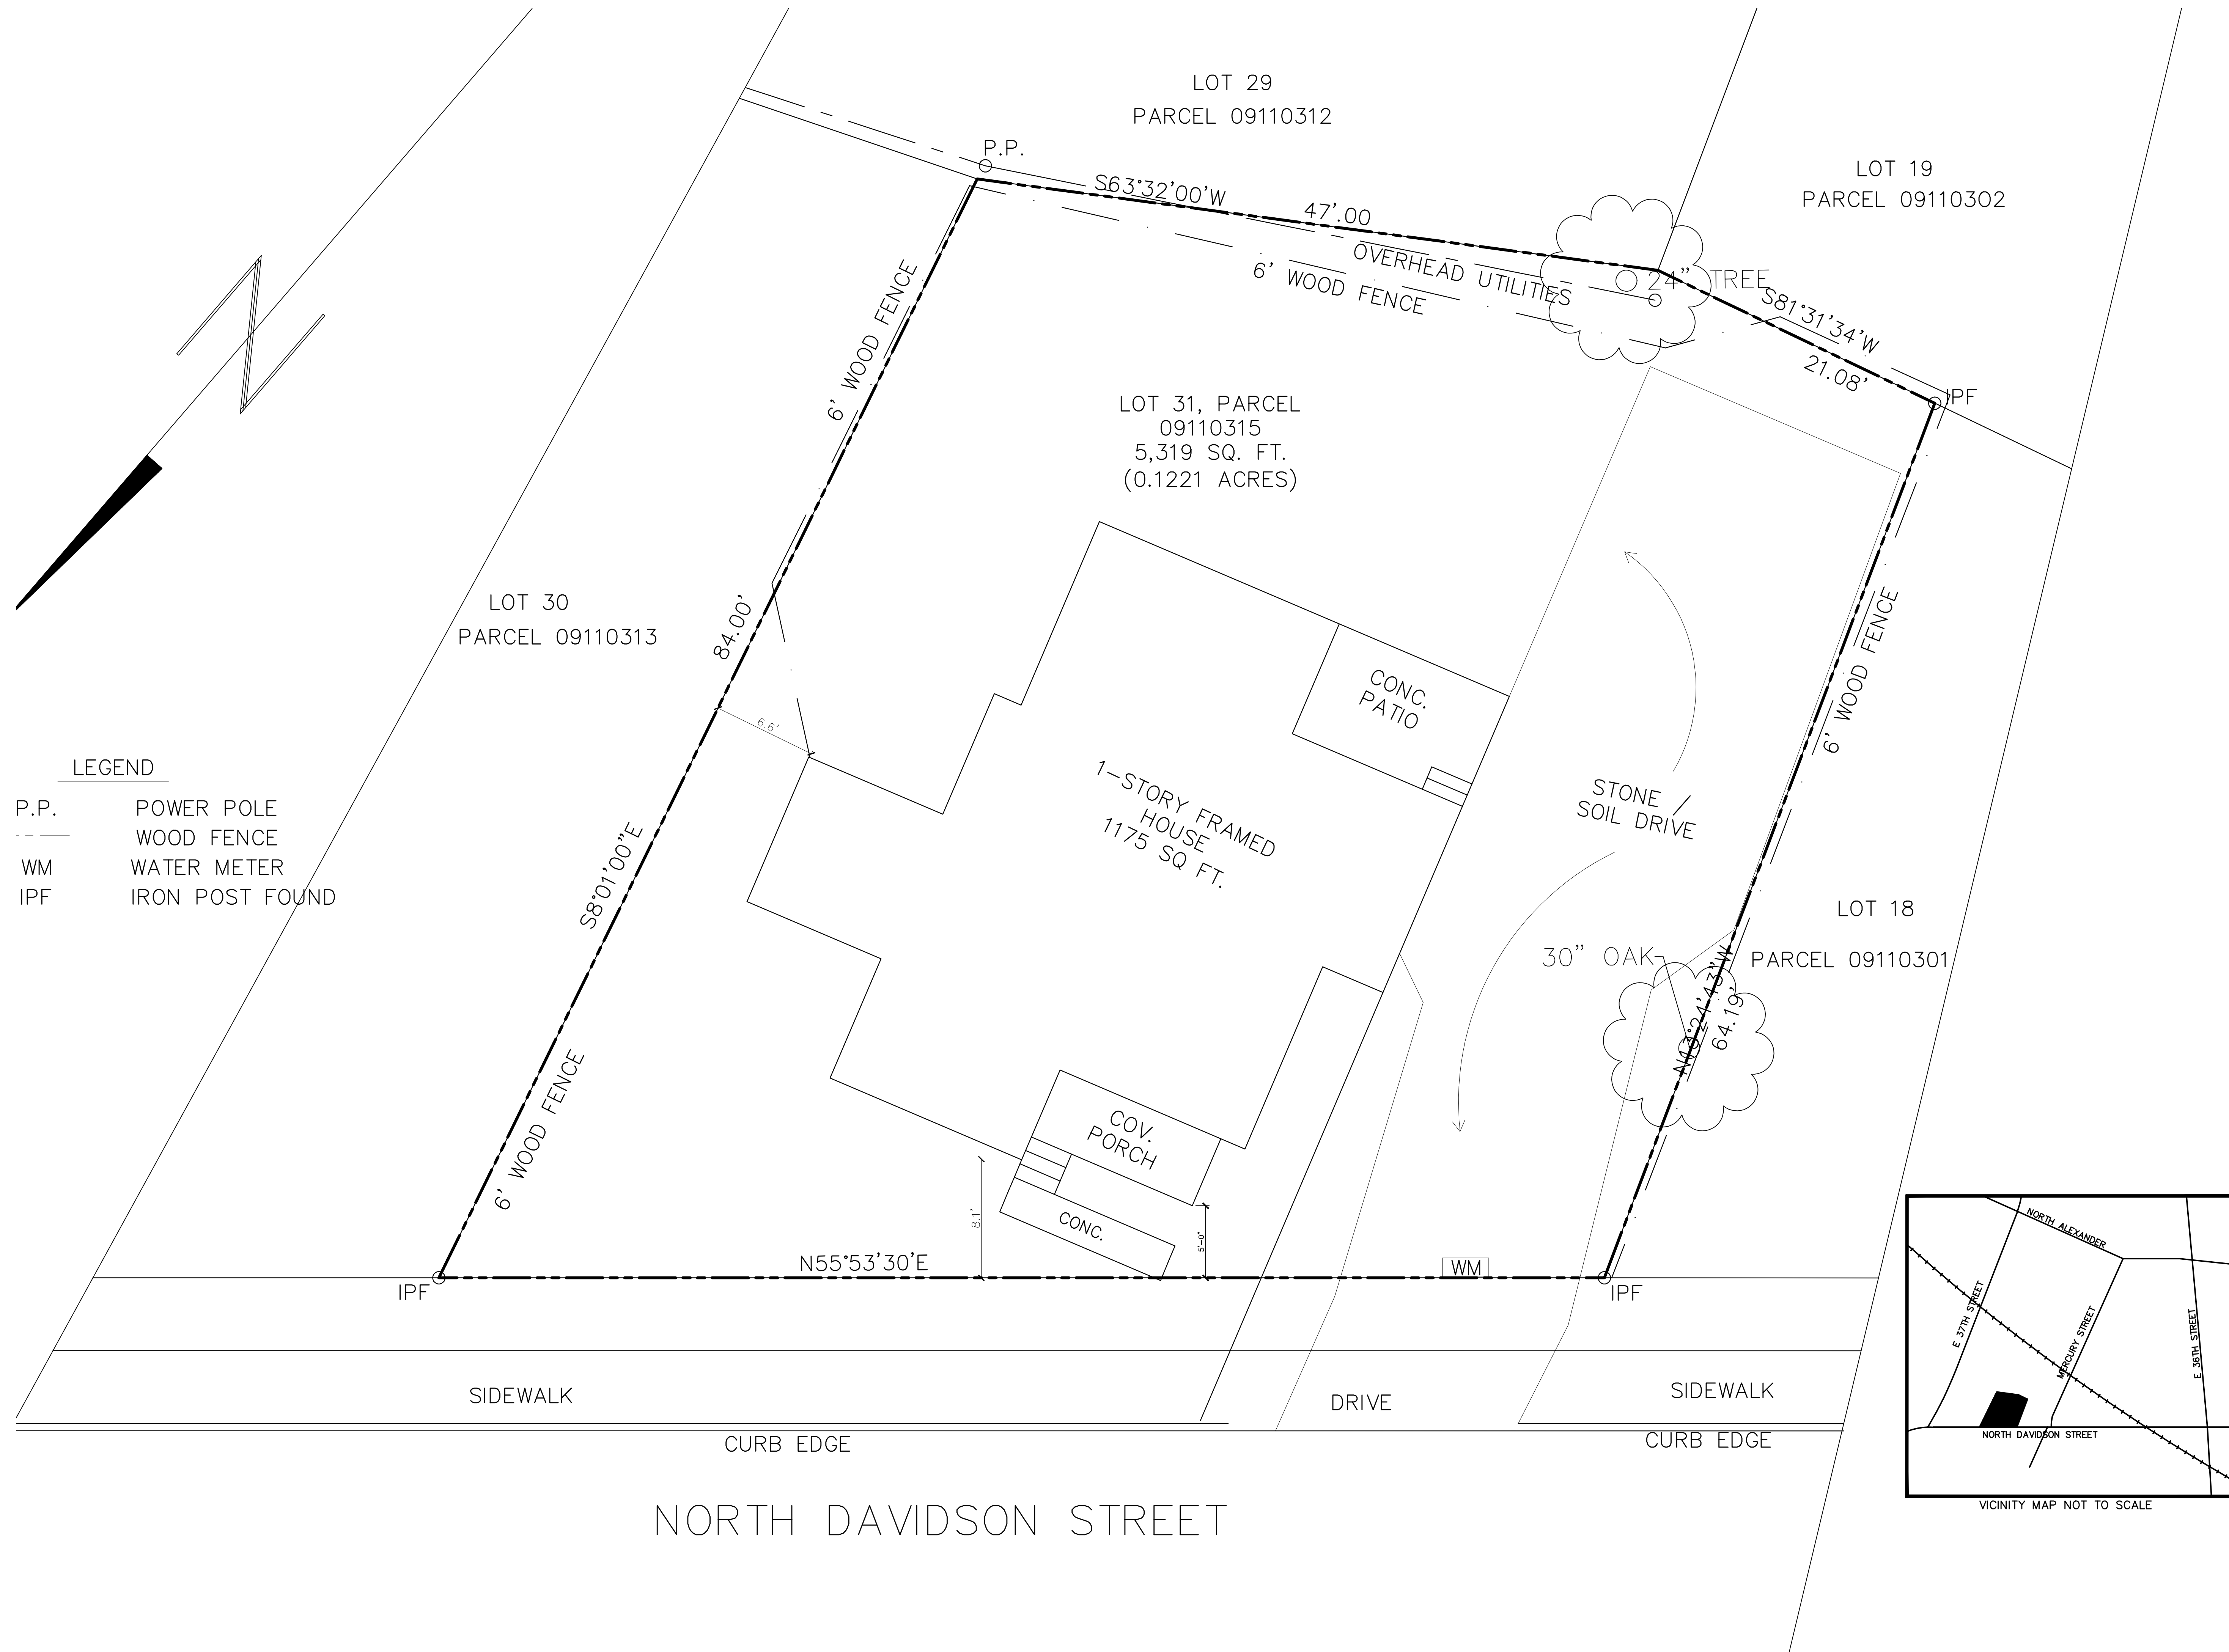 LOT 29
PARCEL 09110312
P.P.
LOT 19
PARCEL 09110302
S63°32'00'W
47'.00
OVERHEAD UTILITIES
6' WOOD FENCE
24" TREE
S81°31'34'W
21.08'
IPF
6' WOOD FENCE
LOT 31, PARCEL
09110315
5,319 SQ. FT.
(0.1221 ACRES)
LOT 30
PARCEL 09110313
84.00'
6.6'
6' WOOD FENCE
CONC.
PATIO
1-STORY FRAMED
HOUSE
1175 SQ FT.
STONE /
SOIL DRIVE
LEGEND
P.P. POWER POLE
WOOD FENCE
WM WATER METER
IPF IRON POST FOUND
S8°01'00"E
LOT 18
PARCEL 09110301
30" OAK
N13°24'43"W
64.19'
6' WOOD FENCE
COV.
PORCH
CONC.
8.1'
5'-0"
N55°53'30'E
WM
IPF
IPF
SIDEWALK
DRIVE
SIDEWALK
CURB EDGE
CURB EDGE
NORTH DAVIDSON STREET
NORTH ALEXANDER
E 37TH STREET
MERCURY STREET
E 36TH STREET
NORTH DAVIDSON STREET
VICINITY MAP NOT TO SCALE